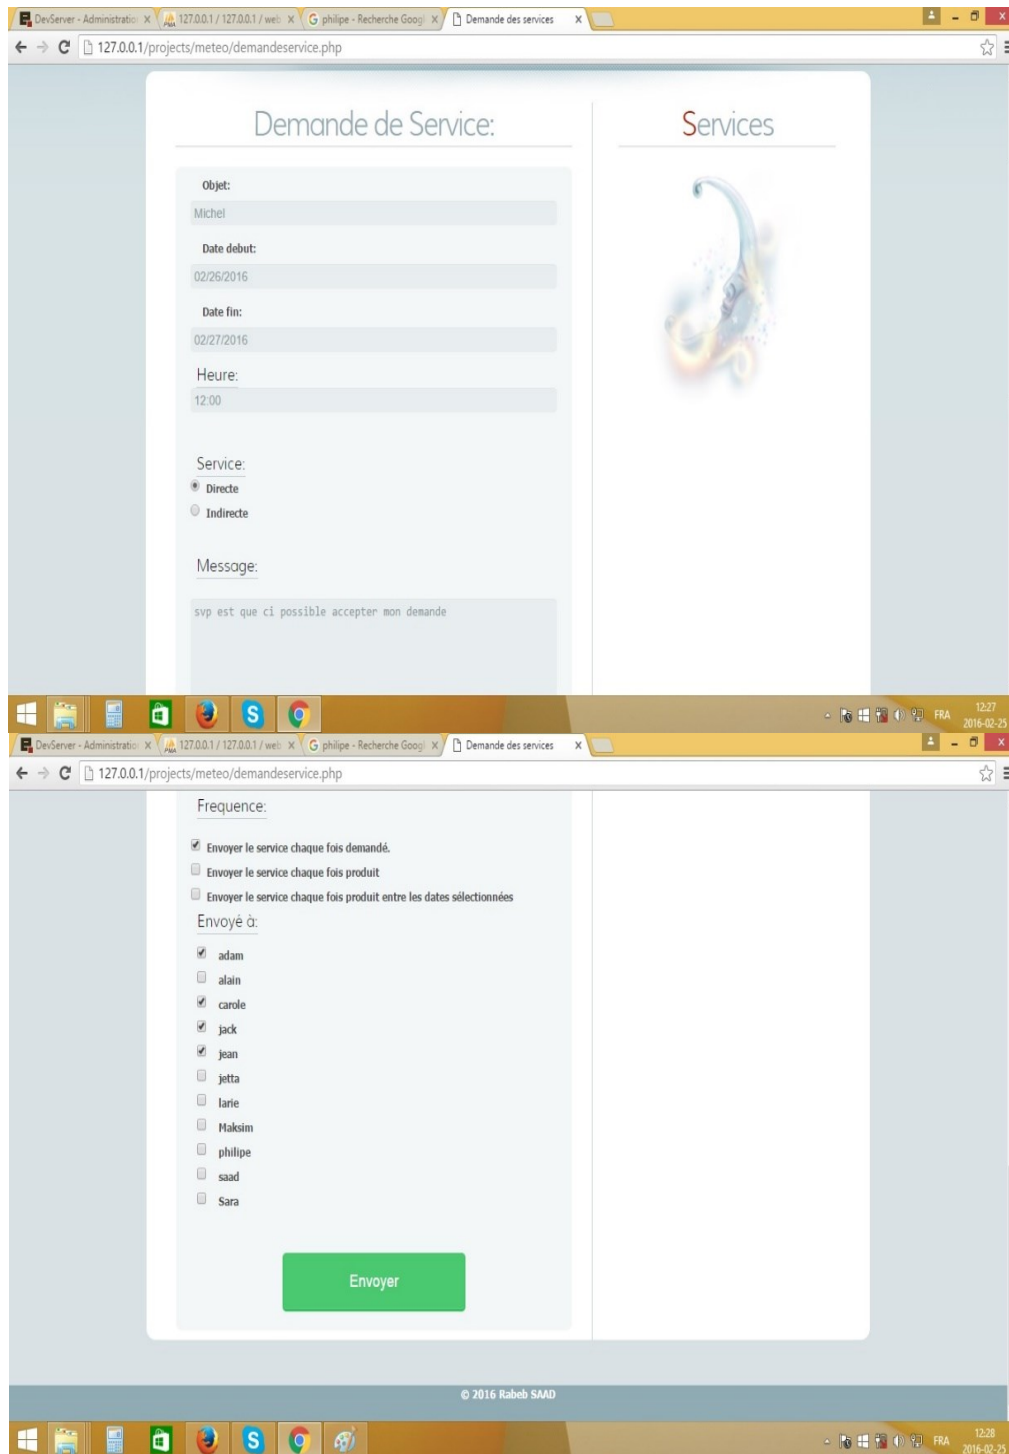 DevServer - Administratio
127.0.0.1 / 127.0.0.1 / web
philipe - Recherche Googl
Demande des services
127.0.0.1/projects/meteo/demandeservice.php
Demande de Service:
Services
Objet:
Michel
Date debut:
02/26/2016
Date fin:
02/27/2016
Heure:
12:00
Service:
Directe
Indirecte
Message:
svp est que ci possible accepter mon demande
FRA
12:27
2016-02-25
DevServer - Administratio
127.0.0.1 / 127.0.0.1 / web
philipe - Recherche Googl
Demande des services
127.0.0.1/projects/meteo/demandeservice.php
Frequence:
Envoyer le service chaque fois demandé.
Envoyer le service chaque fois produit
Envoyer le service chaque fois produit entre les dates sélectionnées
Envoyé à:
adam
alain
carole
jack
jean
jetta
larie
Maksim
philipe
saad
Sara
Envoyer
© 2016 Rabeb SAAD
FRA
12:28
2016-02-25